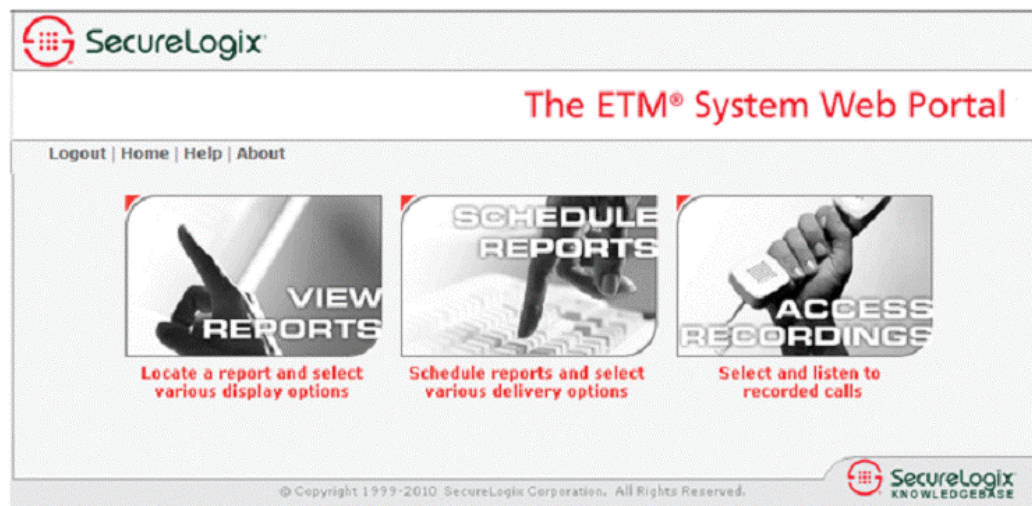 SecureLogix
The ETM® System Web Portal
Logout | Home | Help | About
VIEW
REPORTS
Locate a report and select
various display options
SCHEDULE
REPORTS
Schedule reports and select
various delivery options
ACCESS
RECORDINGS
Select and listen to
recorded calls
© Copyright 1999-2010 SecureLogix Corporation. All Rights Reserved.
SecureLogix
KNOWLEDGEBASE